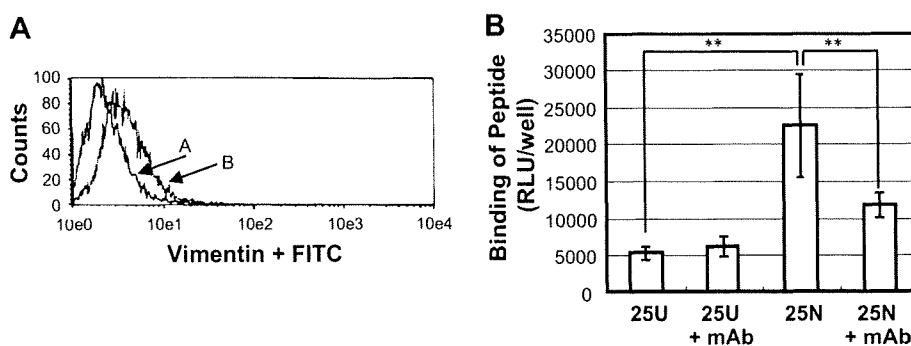 A
100
80
60
40
20
0
Counts
A
B
10e0 10e1 10e2 10e3 10e4
Vimentin + FITC
B
35000
30000
25000
20000
15000
10000
5000
0
Binding of Peptide
(RLU/well)
** **
25U 25U 25N 25N
+ mAb + mAb